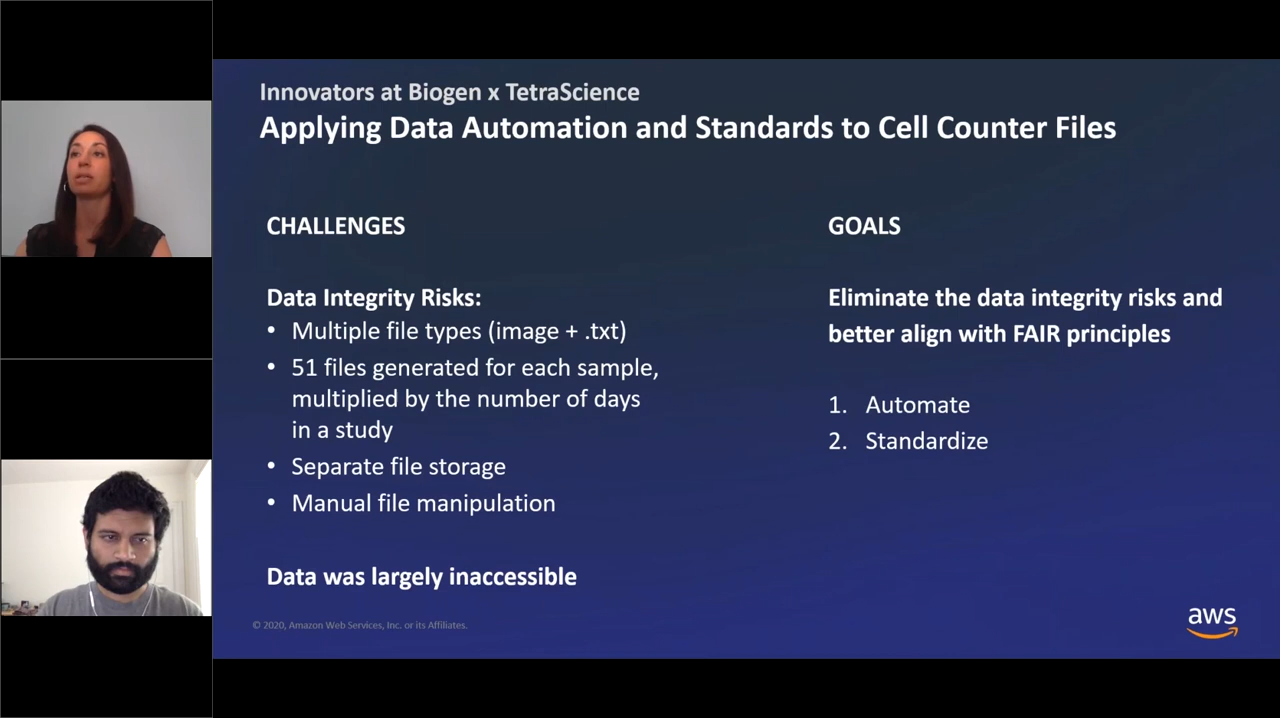 Innovators at Biogen x TetraScience
Applying Data Automation and Standards to Cell Counter Files
CHALLENGES
Data Integrity Risks:
• Multiple file types (image + .txt)
• 51 files generated for each sample,
multiplied by the number of days
in a study
• Separate file storage
• Manual file manipulation
Data was largely inaccessible
GOALS
Eliminate the data integrity risks and
better align with FAIR principles
1. Automate
2. Standardize
© 2020, Amazon Web Services, Inc. or its Affiliates.
aws